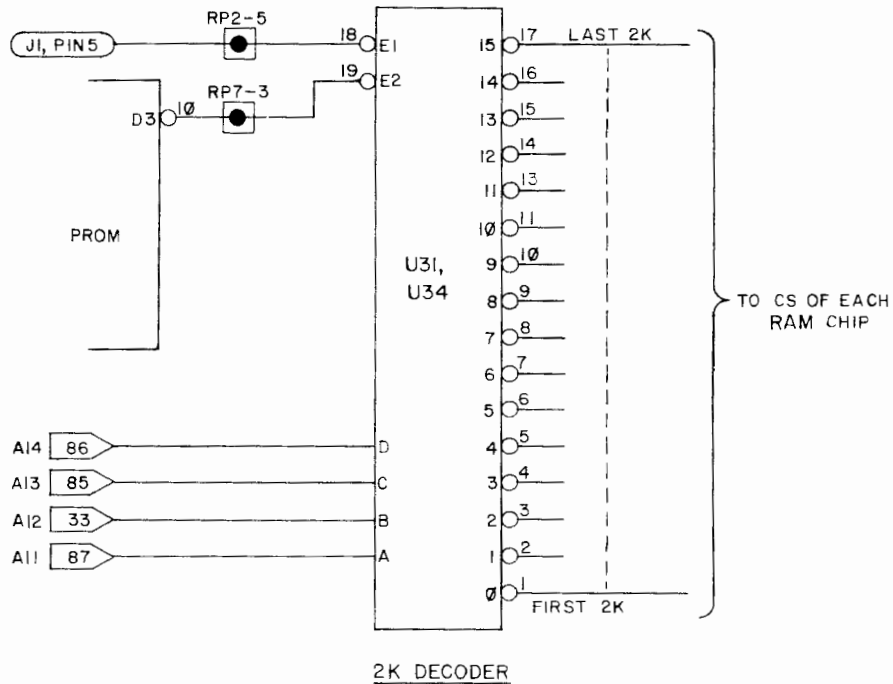 RP2-5
J1, PIN5
18
E1
15
17
LAST 2K
19
E2
14
16
RP7-3
D3
1Ø
13
15
12
14
11
13
PROM
1Ø
11
U31,
U34
9
1Ø
8
9
TO CS OF EACH
RAM CHIP
7
8
6
7
5
6
A14
86
D
4
5
A13
85
C
3
4
A12
33
B
2
3
A11
87
A
1
2
Ø
1
FIRST 2K
2K DECODER